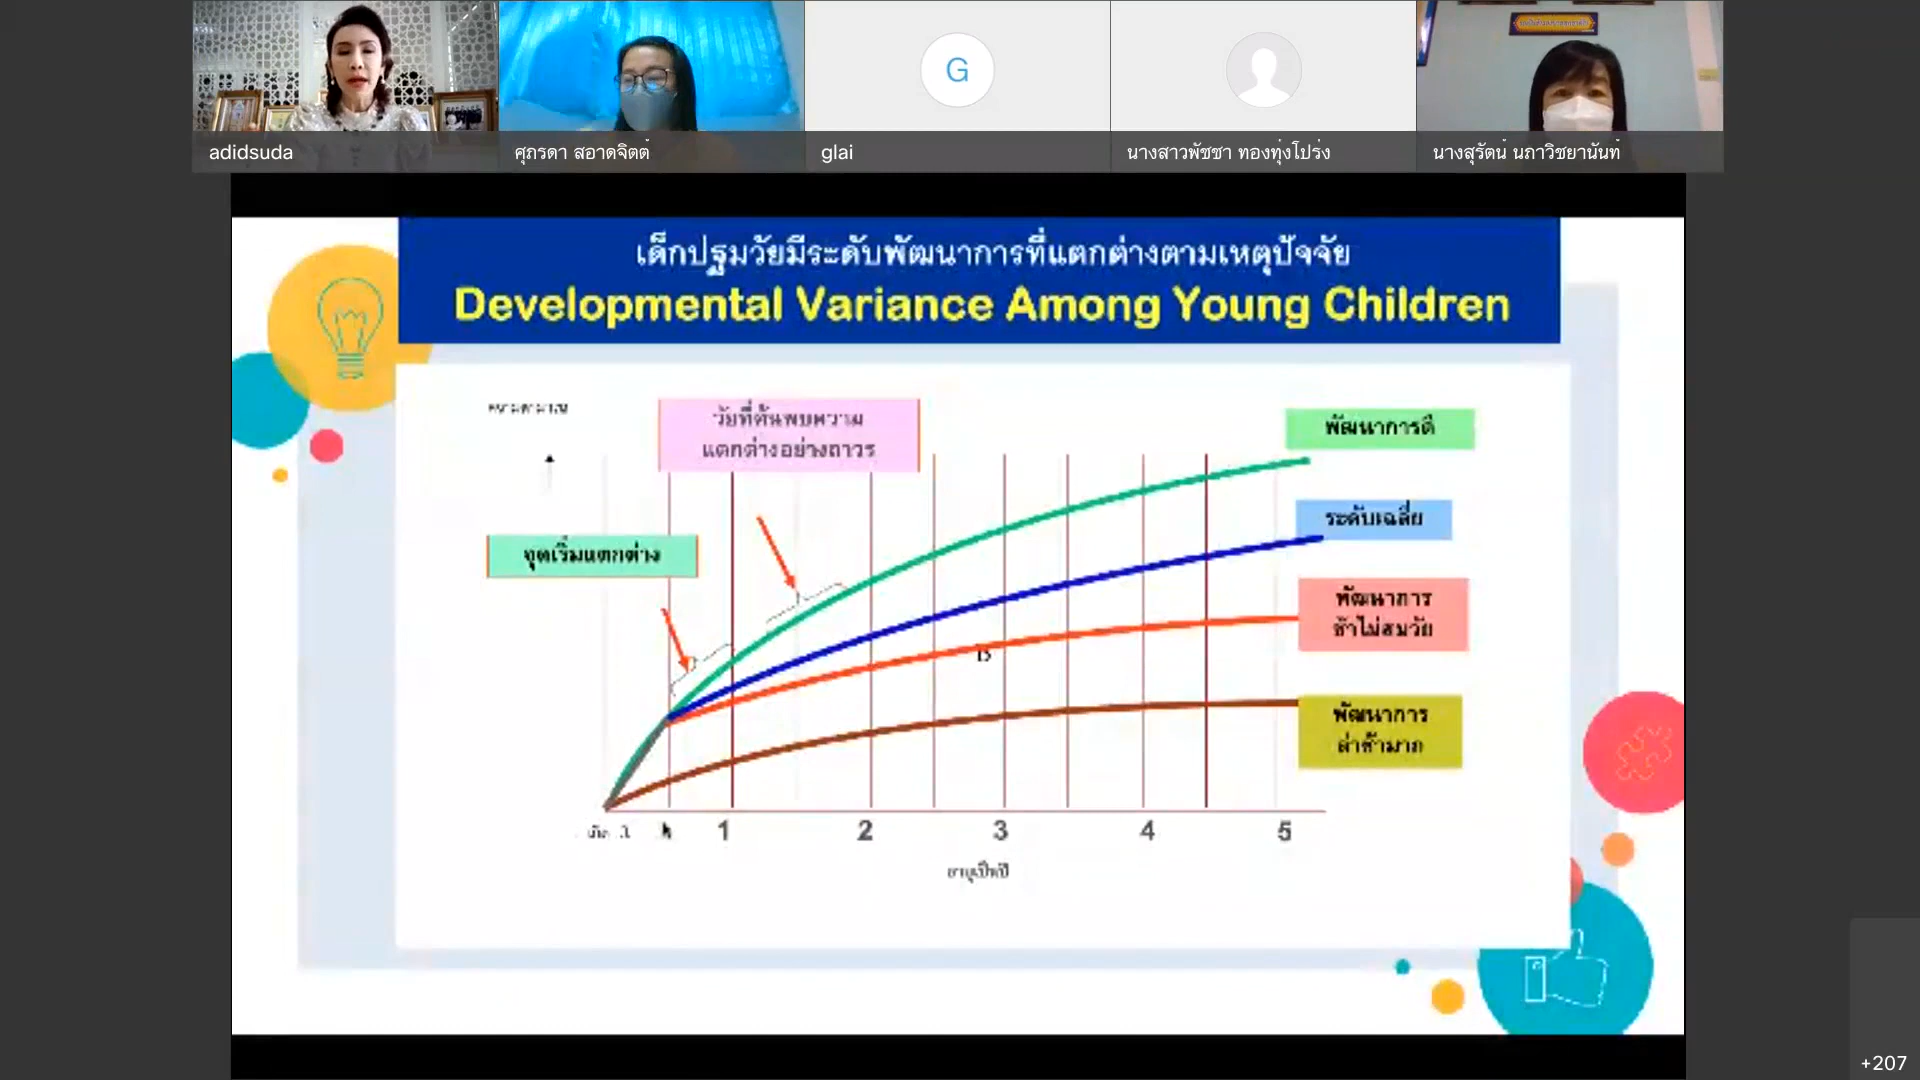 adidsuda
ศุภรดา สอาดจิตต์
G
glai
นางสาวพัชชา ทองทุ่งโปร่ง
นางสุรัตน์ นภาวิชยานันท์
เด็กปฐมวัยมีระดับพัฒนาการที่แตกต่างตามเหตุปัจจัย
Developmental Variance Among Young Children
วัยที่ค้นพบความ
แตกต่างอย่างถาวร
พัฒนาการดี
ระดับเฉลี่ย
จุดเริ่มแตกต่าง
พัฒนาการ
ช้าไม่สมวัย
พัฒนาการ
ล่าช้ามาก
1 2 3 4 5
อายุเป็นปี
+207